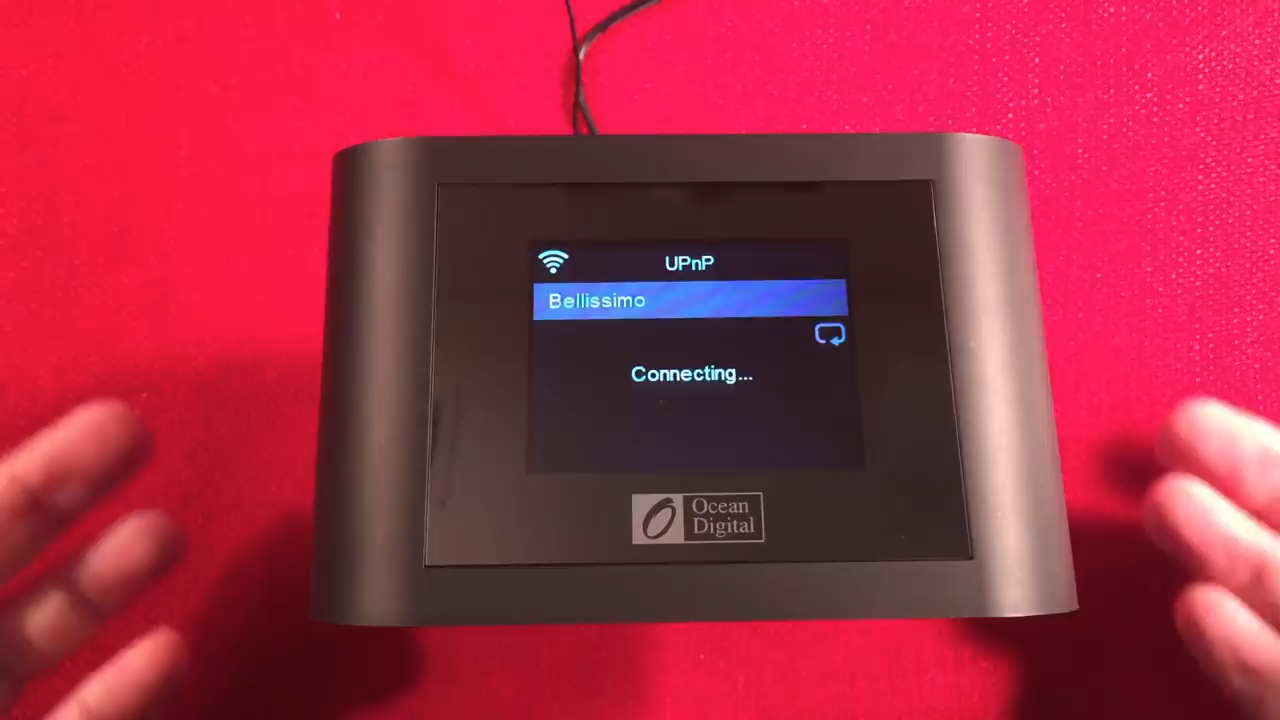 UPnP
Bellissimo
Connecting...
Ocean
Digital